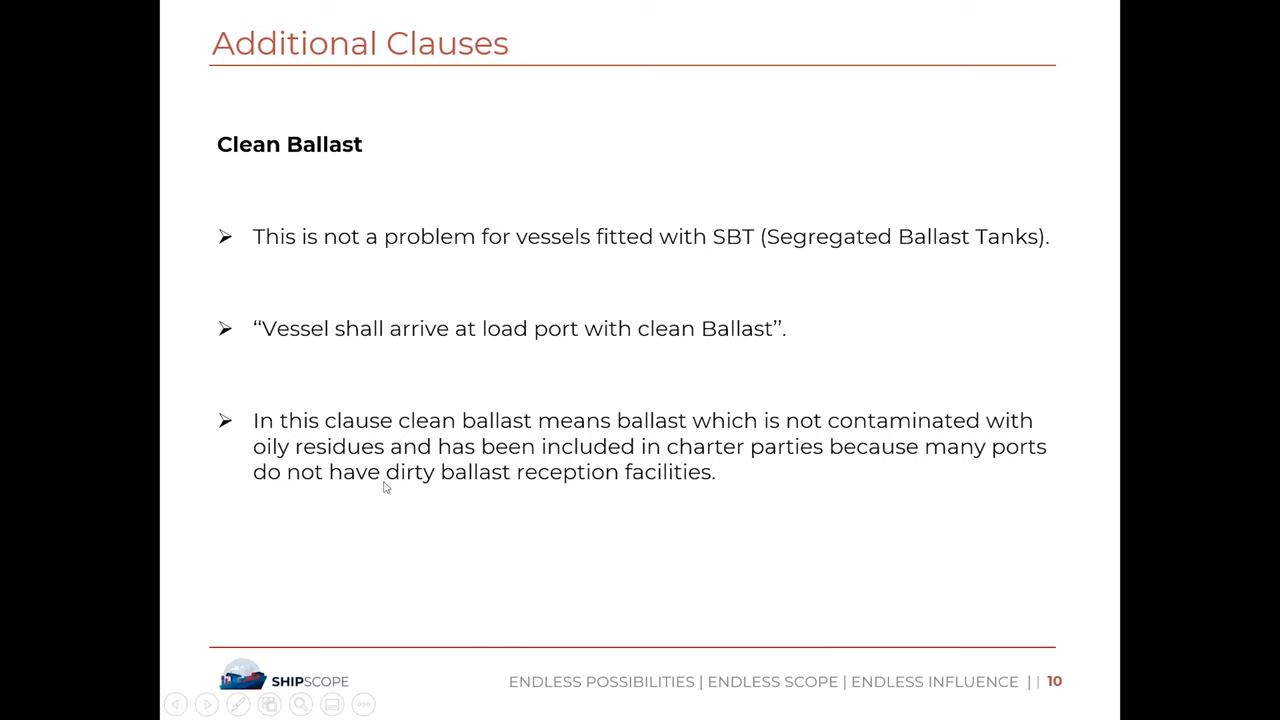 Additional Clauses
Clean Ballast
➢ This is not a problem for vessels fitted with SBT (Segregated Ballast Tanks).
➢ “Vessel shall arrive at load port with clean Ballast”.
➢ In this clause clean ballast means ballast which is not contaminated with
oily residues and has been included in charter parties because many ports
do not have dirty ballast reception facilities.
SHIPSCOPE
ENDLESS POSSIBILITIES | ENDLESS SCOPE | ENDLESS INFLUENCE || 10